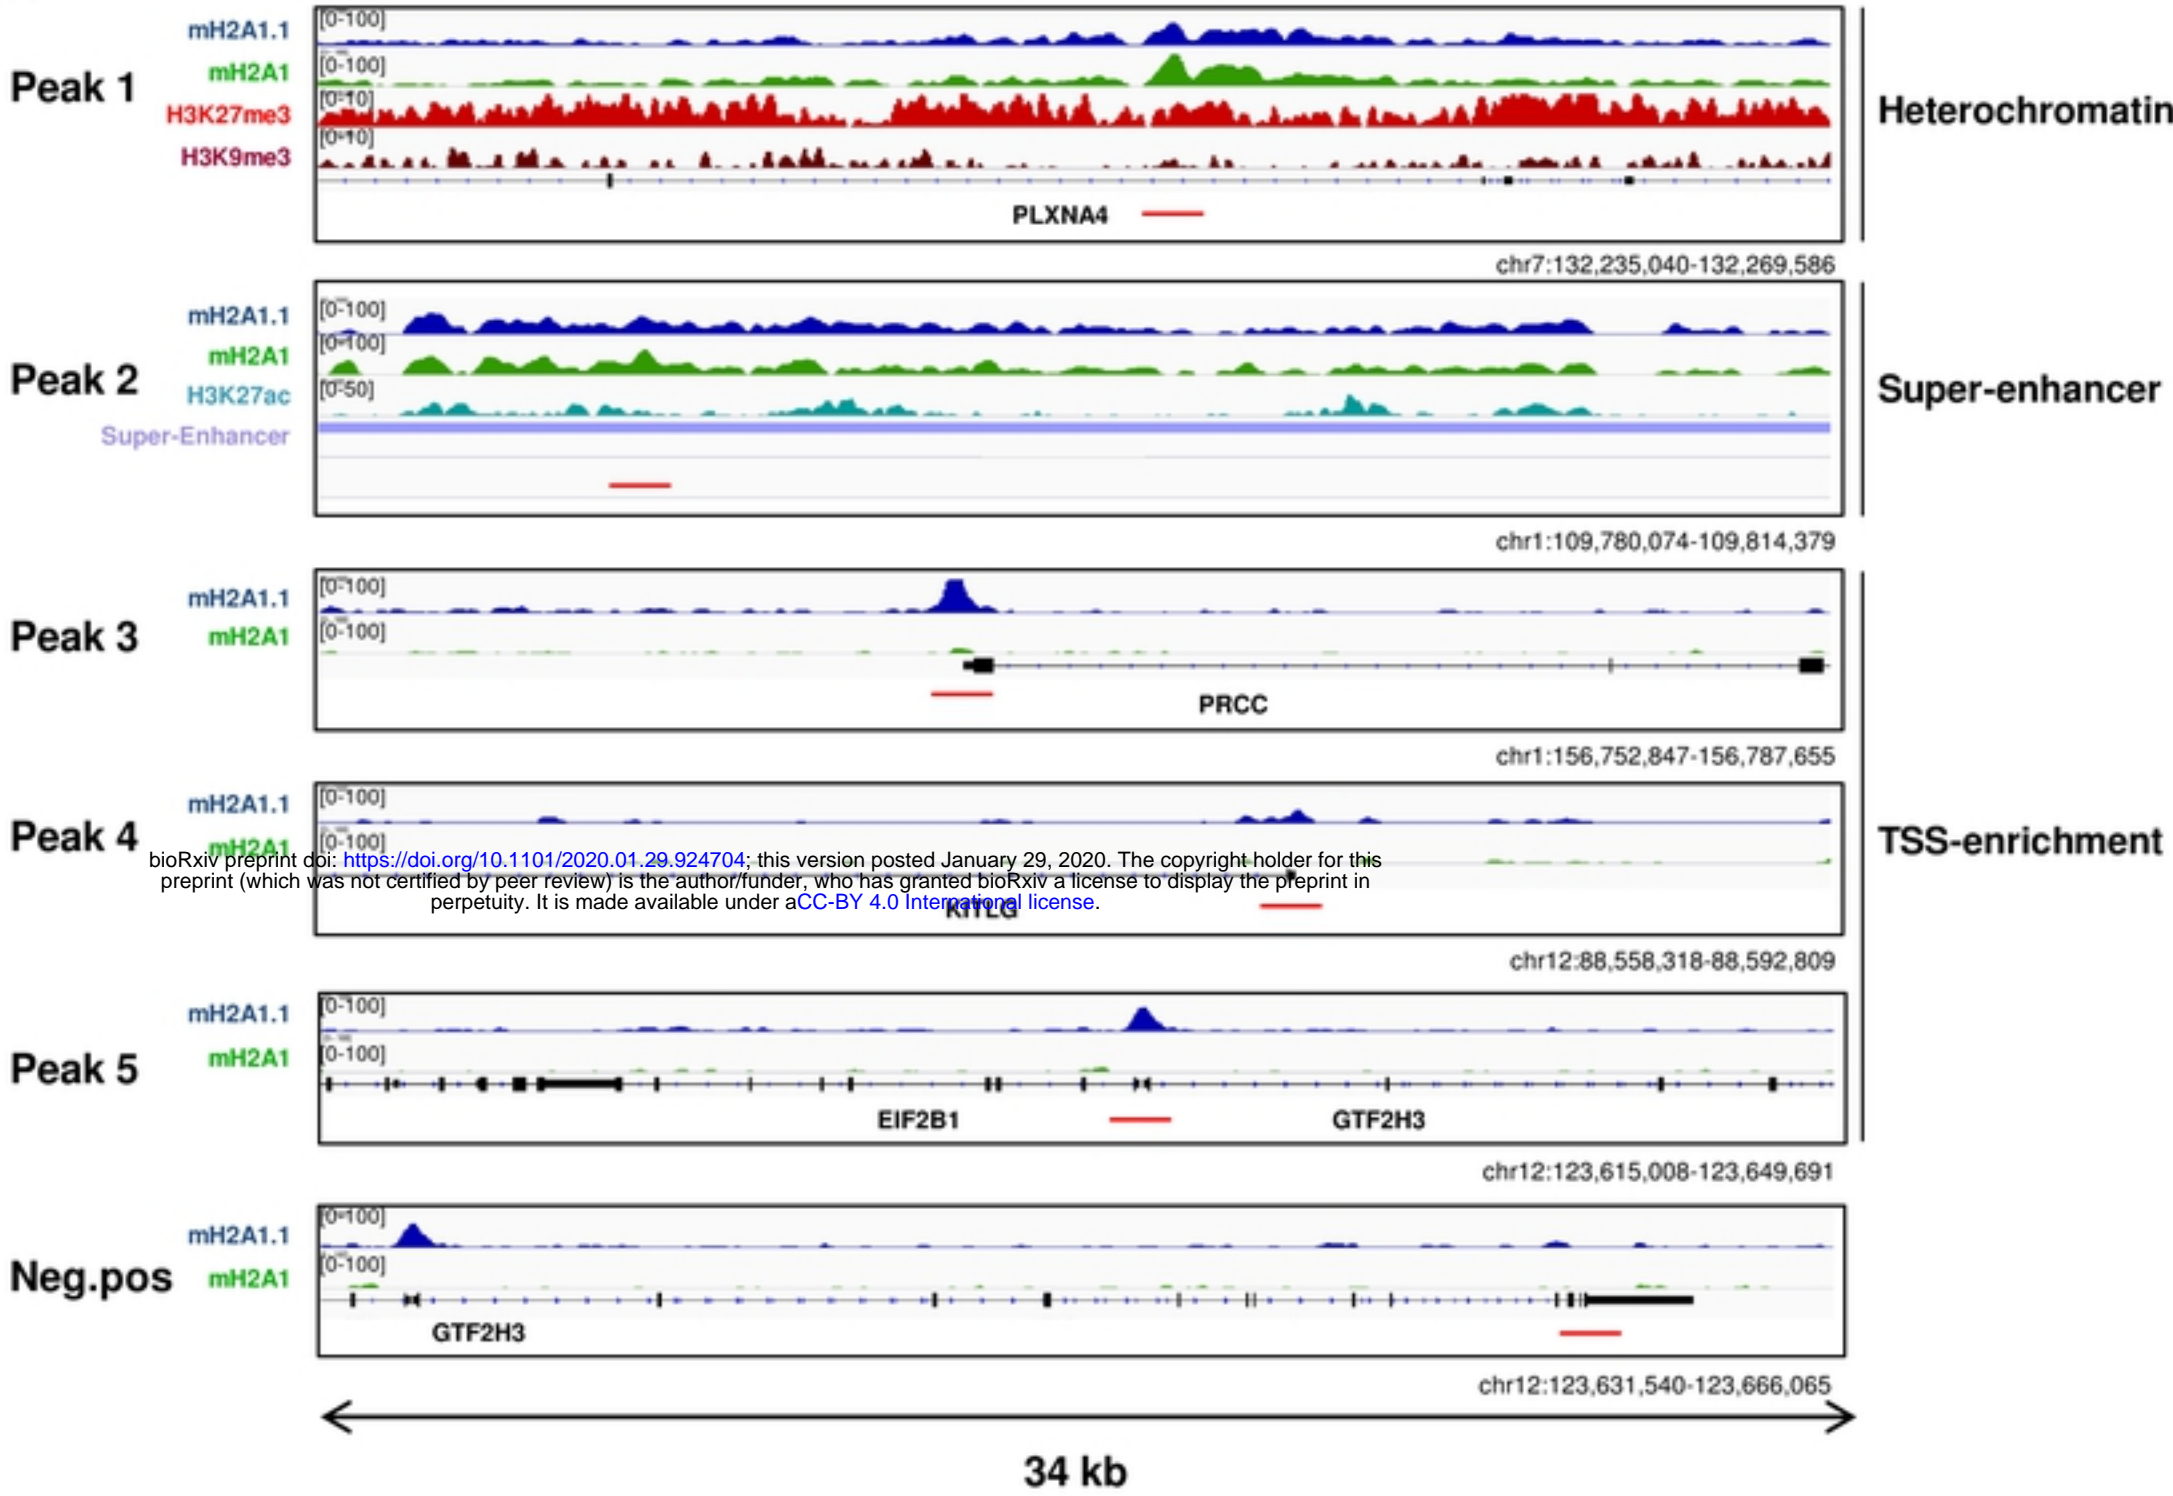 mH2A1.1 [0-100]
Peak 1 mH2A1 [0-100]
H3K27me3 [0-10] Heterochromatin
H3K9me3 [0-10]
PLXNA4
chr7:132,235,040-132,269,586
mH2A1.1 [0-100]
mH2A1 [0-100]
Peak 2 H3K27ac [0-50] Super-enhancer
Super-Enhancer
chr1:109,780,074-109,814,379
mH2A1.1 [0-100]
Peak 3 mH2A1 [0-100]
PRCC
chr1:156,752,847-156,787,655
mH2A1.1 [0-100]
Peak 4 mH2A1 [0-100] TSS-enrichment
bioRxiv preprint doi: https://doi.org/10.1101/2020.01.29.924704; this version posted January 29, 2020. The copyright holder for this
preprint (which was not certified by peer review) is the author/funder, who has granted bioRxiv a license to display the preprint in
perpetuity. It is made available under aCC-BY 4.0 International license.
KITLG
chr12:88,558,318-88,592,809
mH2A1.1 [0-100]
Peak 5 mH2A1 [0-100]
EIF2B1 GTF2H3
chr12:123,615,008-123,649,691
mH2A1.1 [0-100]
Neg.pos mH2A1 [0-100]
GTF2H3
chr12:123,631,540-123,666,065
34 kb